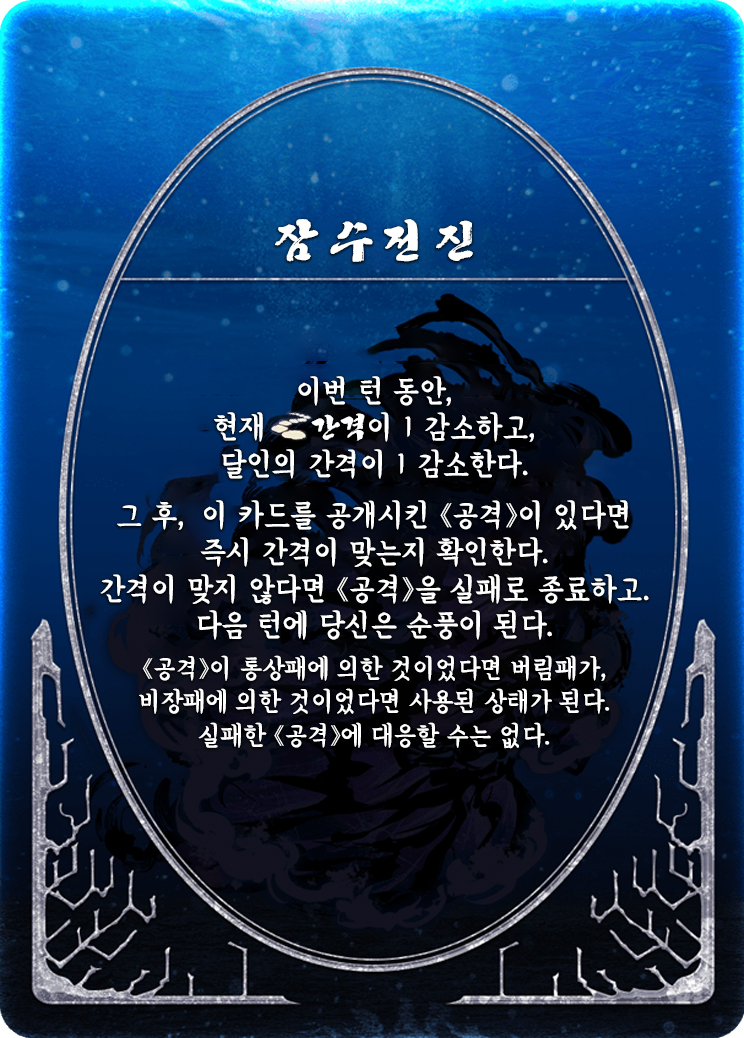 잠수전진
이번 턴 동안,
현재 간격이 1 감소하고,
달인의 간격이 1 감소한다.
그 후, 이 카드를 공개시킨 《공격》이 있다면
즉시 간격이 맞는지 확인한다.
간격이 맞지 않다면 《공격》을 실패로 종료하고.
다음 턴에 당신은 순풍이 된다.
《공격》이 통상패에 의한 것이었다면 버림패가,
비장패에 의한 것이었다면 사용된 상태가 된다.
실패한 《공격》에 대응할 수는 없다.